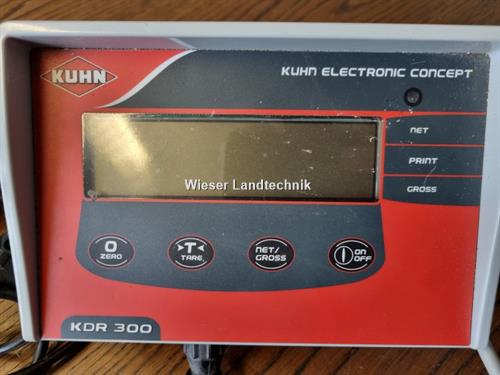 KUHN
KUHN ELECTRONIC CONCEPT
NET
PRINT
GROSS
Wieser Landtechnik
0
ZERO
>T<
TARE
NET/
GROSS
ON
OFF
KDR 300